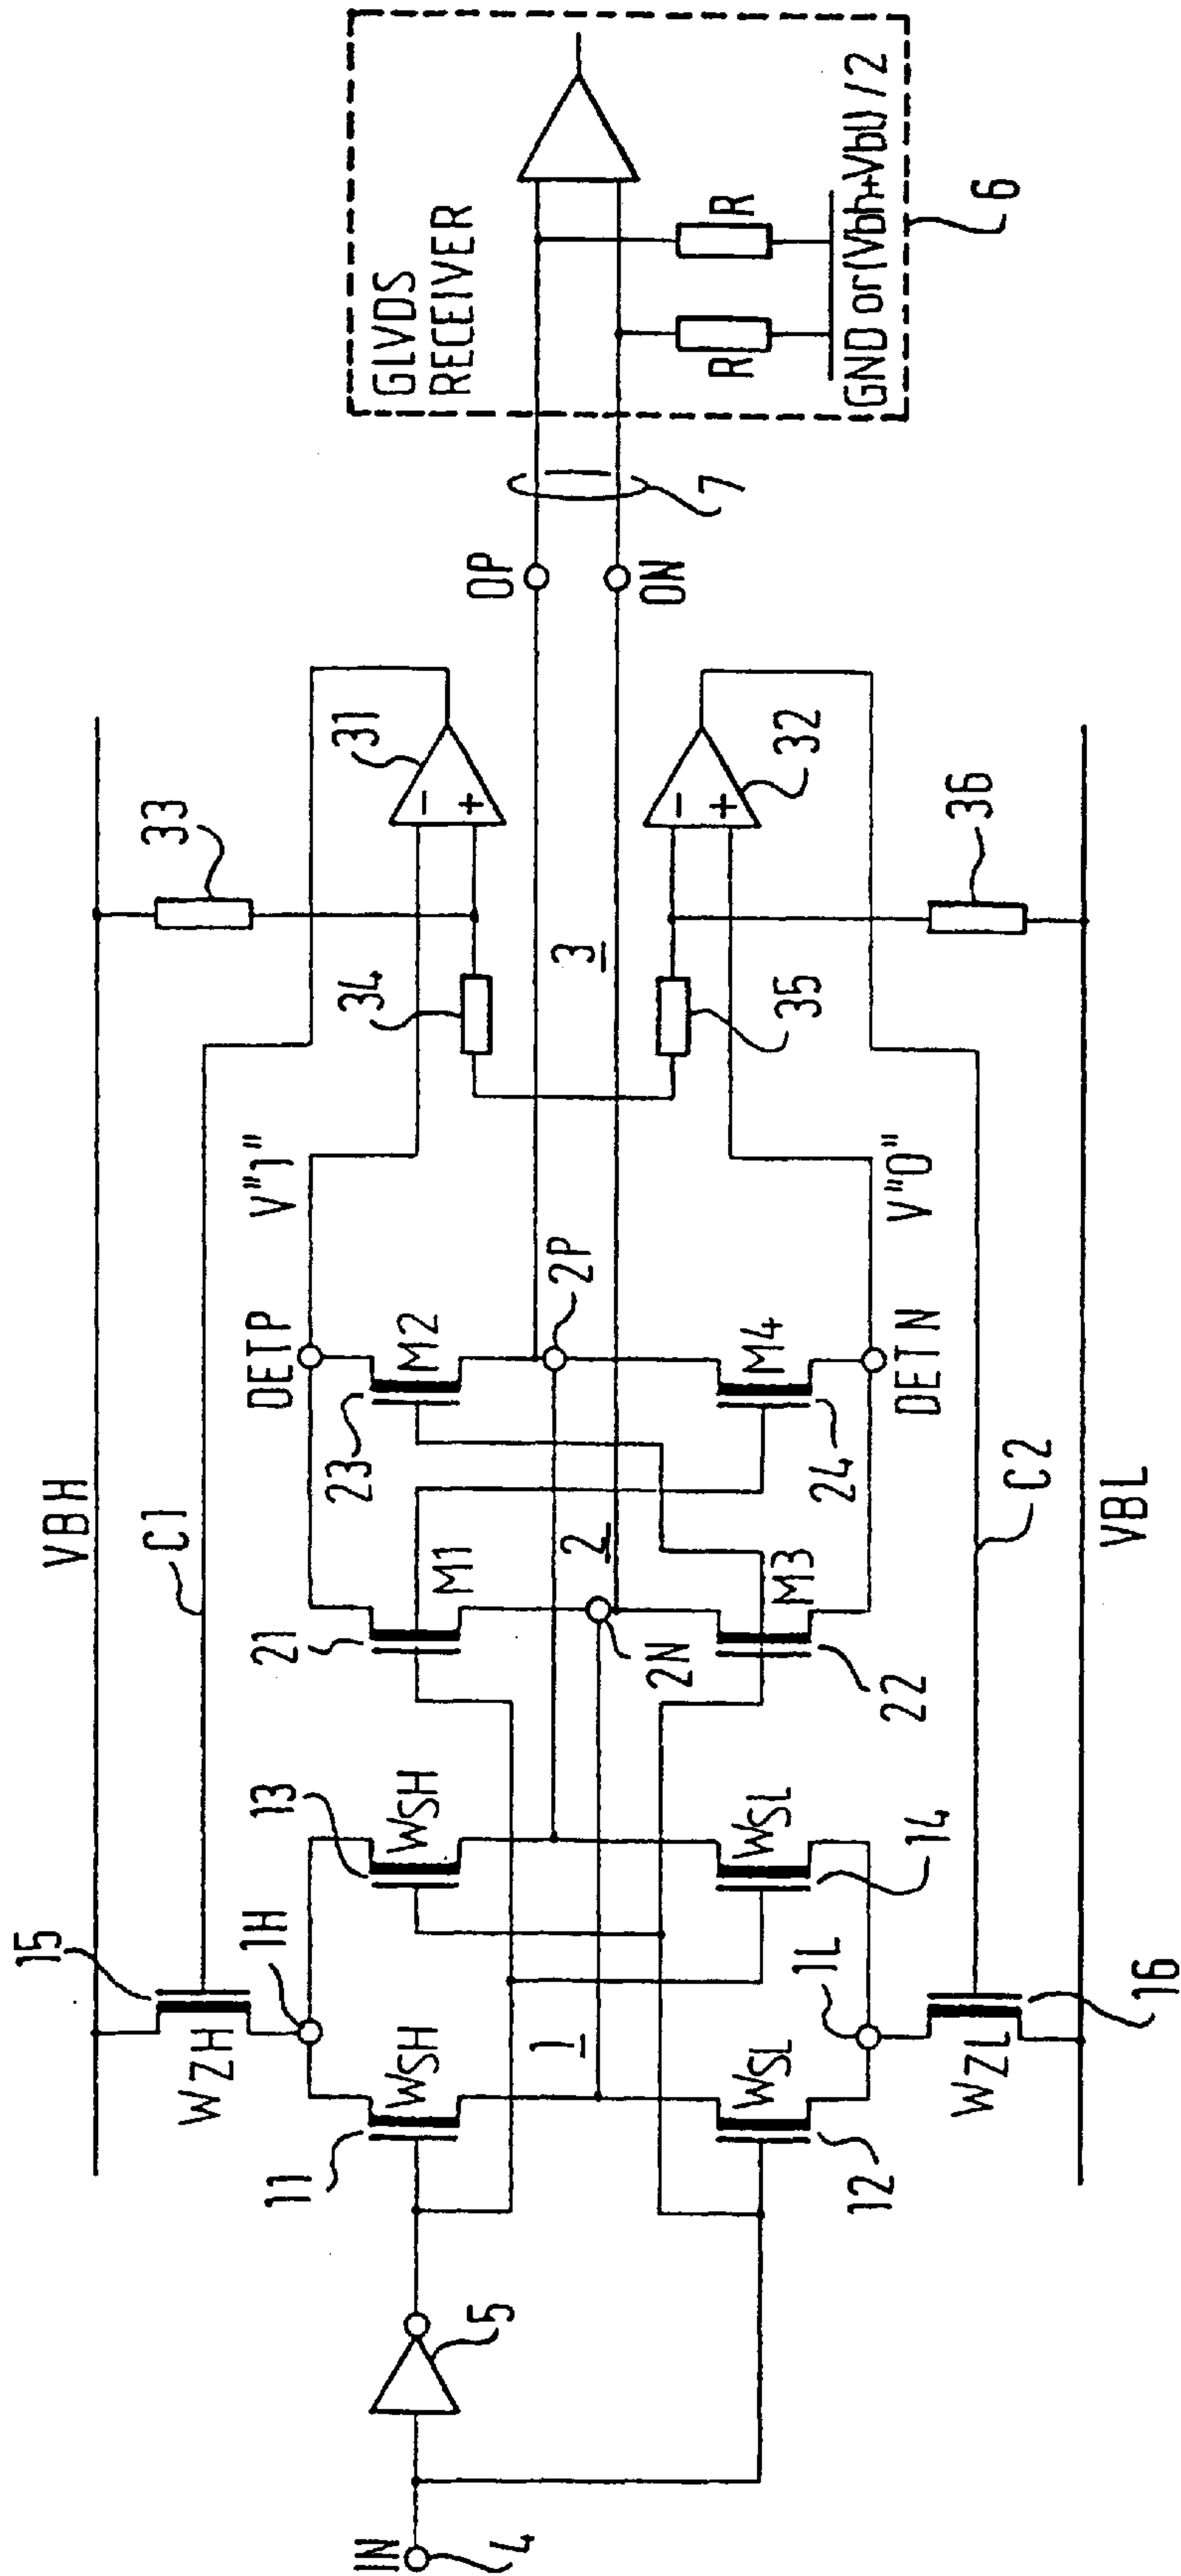 VBH
C1
15
WZH
1H
13
11
WSH
WSH
DETP
V"1"
33
31
34
21
M1
23
M2
GLVDS
RECEIVER
OP
2P
1
2
3
2N
ON
7
R
R
GND or (Vbh+Vbl) / 2
6
IN
4
5
12
WSL
WSL
14
1L
M3
22
M4
24
35
32
36
V"0"
DETN
WZL
16
C2
VBL